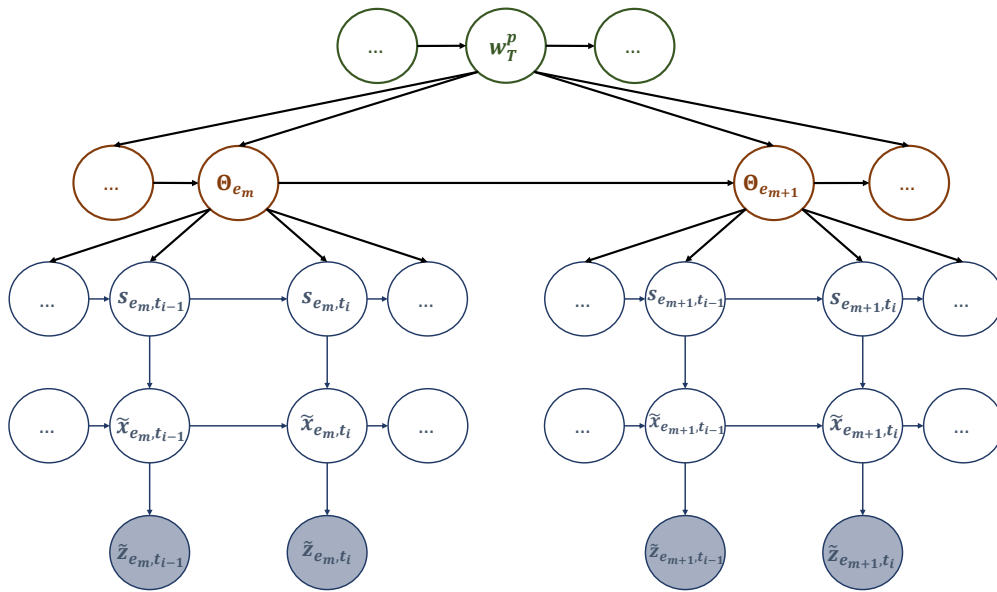 ... w_T^p ...
... Θ_{e_m} Θ_{e_{m+1}} ...
... s_{e_m,t_{i-1}} s_{e_m,t_i} ... ... s_{e_{m+1},t_{i-1}} s_{e_{m+1},t_i} ...
... x̃_{e_m,t_{i-1}} x̃_{e_m,t_i} ... ... x̃_{e_{m+1},t_{i-1}} x̃_{e_{m+1},t_i} ...
z̃_{e_m,t_{i-1}} z̃_{e_m,t_i} z̃_{e_{m+1},t_{i-1}} z̃_{e_{m+1},t_i}